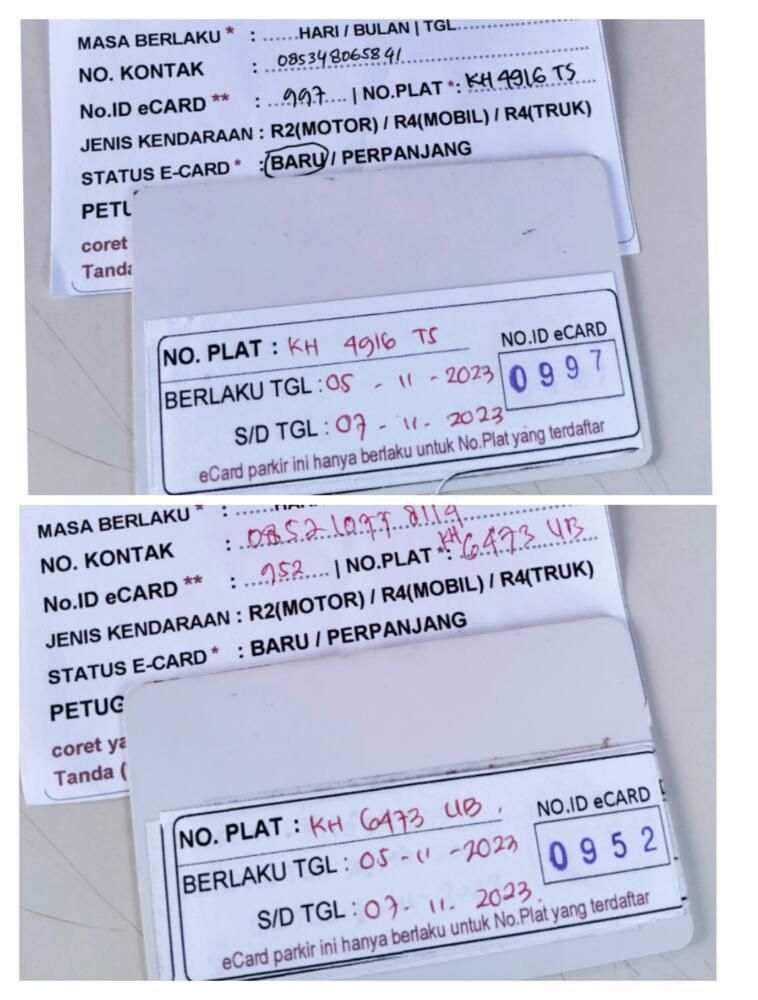 MASA BERLAKU * : ......HARI / BULAN | TGL......
NO. KONTAK : 085348065841
No.ID eCARD ** : 997 | NO.PLAT *: KH 4916 TS
JENIS KENDARAAN : R2(MOTOR) / R4(MOBIL) / R4(TRUK)
STATUS E-CARD * : BARU / PERPANJANG
PETU
coret
Tanda
NO. PLAT : KH 4916 TS
NO.ID eCARD
BERLAKU TGL : 05 - 11 - 2023
0997
S/D TGL : 07 - 11 - 2023
eCard parkir ini hanya berlaku untuk No.Plat yang terdaftar
MASA BERLAKU * :
NO. KONTAK :
No.ID eCARD ** : 952 | NO.PLAT *: KH 6473 UB
JENIS KENDARAAN : R2(MOTOR) / R4(MOBIL) / R4(TRUK)
STATUS E-CARD * : BARU / PERPANJANG
PETUG
coret ya
Tanda (
NO. PLAT : KH 6473 UB .
NO.ID eCARD
BERLAKU TGL : 05 - 11 - 2023
0952
S/D TGL : 07 - 11 - 2023.
eCard parkir ini hanya berlaku untuk No.Plat yang terdaftar